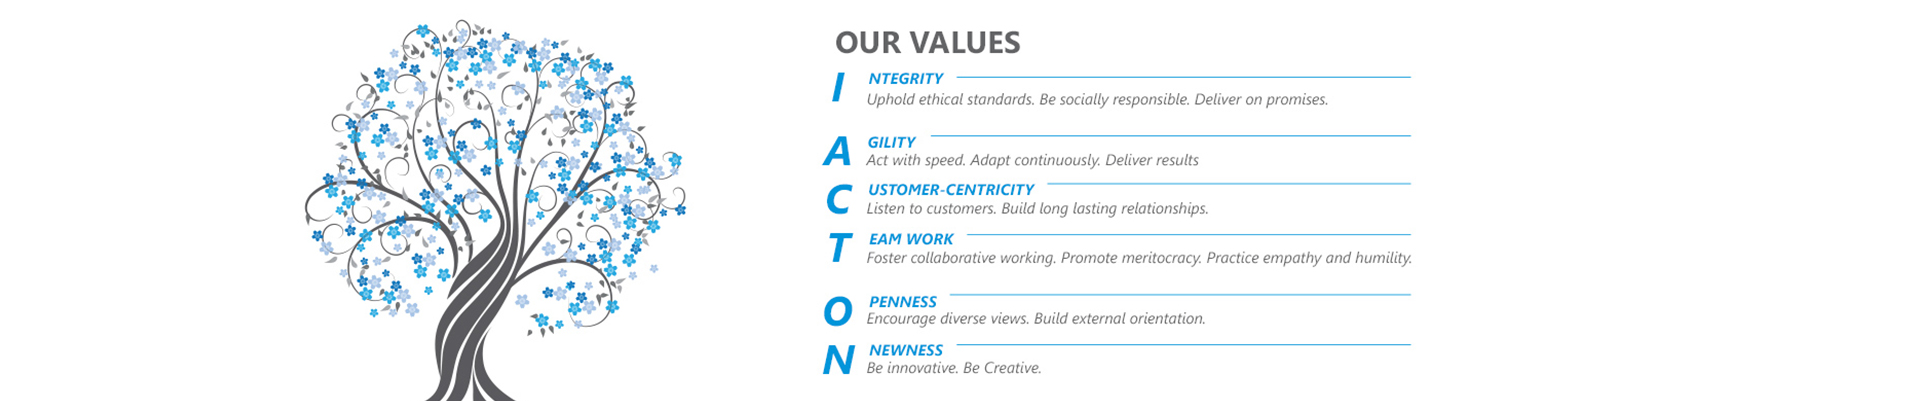 OUR VALUES
I NTEGRITY
Uphold ethical standards. Be socially responsible. Deliver on promises.
A GILITY
Act with speed. Adapt continuously. Deliver results
C USTOMER-CENTRICITY
Listen to customers. Build long lasting relationships.
T EAM WORK
Foster collaborative working. Promote meritocracy. Practice empathy and humility.
O PENNESS
Encourage diverse views. Build external orientation.
N NEWNESS
Be innovative. Be Creative.